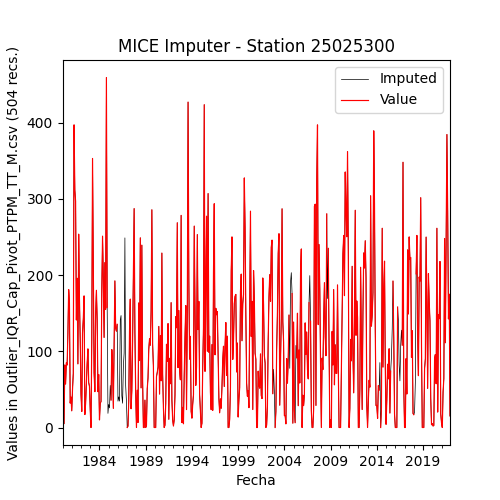 MICE Imputer - Station 25025300
Imputed
Value
Values in Outlier_IQR_Cap_Pivot_PTPM_TT_M.csv (504 recs.)
400
300
200
100
0
1984 1989 1994 1999 2004 2009 2014 2019
Fecha